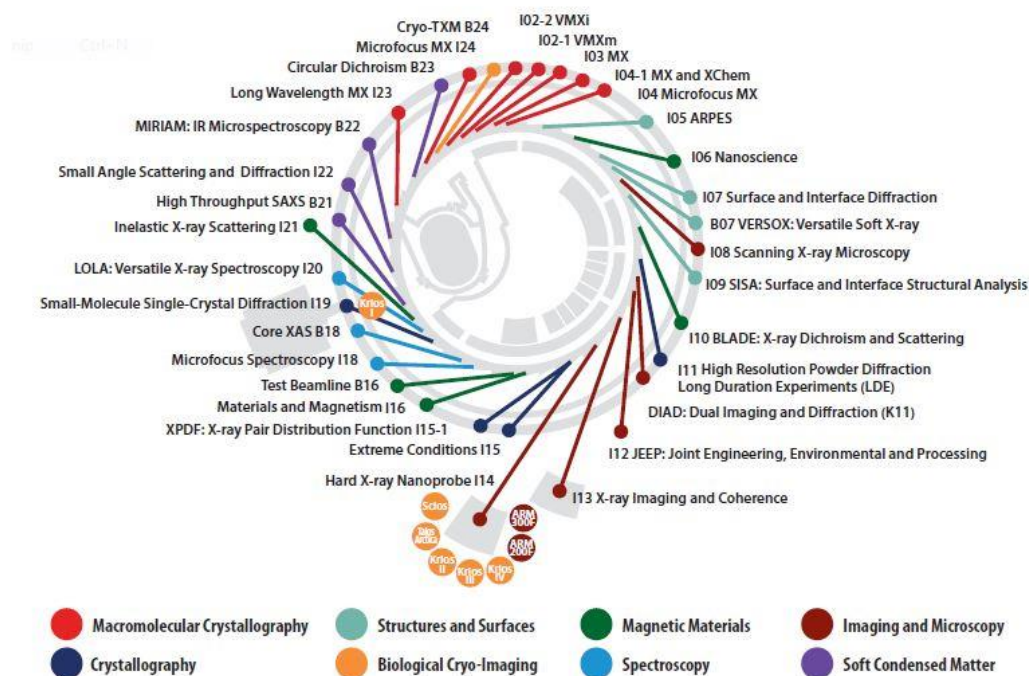 Cryo-TXM B24
Microfocus MX I24
Circular Dichroism B23
Long Wavelength MX I23
MIRIAM: IR Microspectroscopy B22
Small Angle Scattering and Diffraction I22
High Throughput SAXS B21
Inelastic X-ray Scattering I21
LOLA: Versatile X-ray Spectroscopy I20
Small-Molecule Single-Crystal Diffraction I19
Krios I
Core XAS B18
Microfocus Spectroscopy I18
Test Beamline B16
Materials and Magnetism I16
XPDF: X-ray Pair Distribution Function I15-1
Extreme Conditions I15
Hard X-ray Nanoprobe I14
I02-2 VMXi
I02-1 VMXm
I03 MX
I04-1 MX and XChem
I04 Microfocus MX
I05 ARPES
I06 Nanoscience
I07 Surface and Interface Diffraction
B07 VERSOX: Versatile Soft X-ray
I08 Scanning X-ray Microscopy
I09 SISA: Surface and Interface Structural Analysis
I10 BLADE: X-ray Dichroism and Scattering
I11 High Resolution Powder Diffraction
Long Duration Experiments (LDE)
DIAD: Dual Imaging and Diffraction (K11)
I12 JEEP: Joint Engineering, Environmental and Processing
I13 X-ray Imaging and Coherence
Scios
Talos
Arctica
Krios
II
Krios
III
Krios
IV
ARM
300F
ARM
200F
Macromolecular Crystallography
Structures and Surfaces
Magnetic Materials
Imaging and Microscopy
Crystallography
Biological Cryo-Imaging
Spectroscopy
Soft Condensed Matter